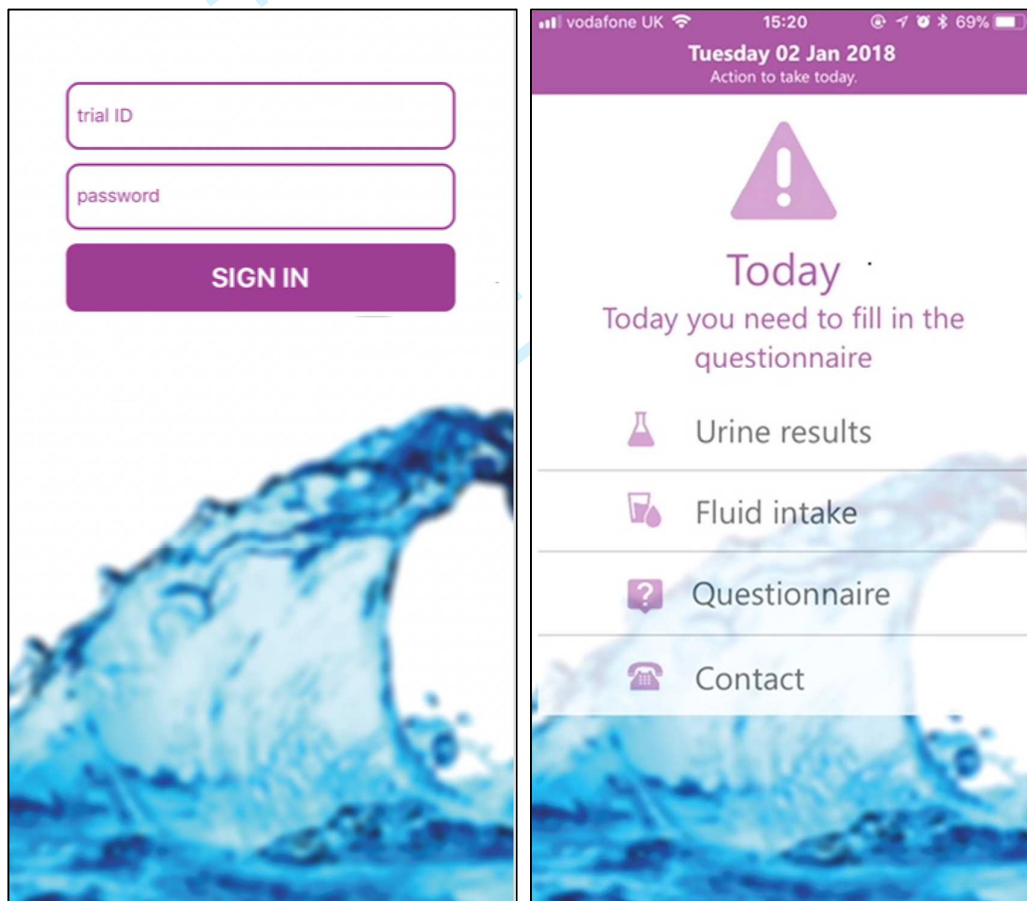 trial ID
password
SIGN IN
vodafone UK 15:20 69%
Tuesday 02 Jan 2018
Action to take today.
Today
Today you need to fill in the
questionnaire
Urine results
Fluid intake
Questionnaire
Contact